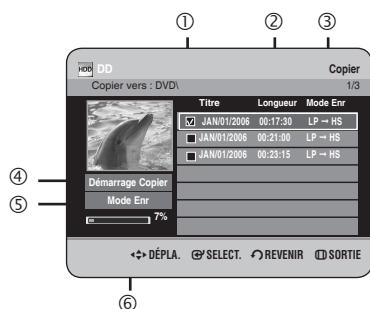 ① ② ③
HDD DD Copier
Copier vers : DVD\ 1/3
Titre Longueur Mode Enr
JAN/01/2006 00:17:30 LP → HS
JAN/01/2006 00:21:00 LP → HS
JAN/01/2006 00:23:15 LP → HS
④ Démarrage Copier
⑤ Mode Enr
7%
DÉPLA. SELECT. REVENIR SORTIE
⑥